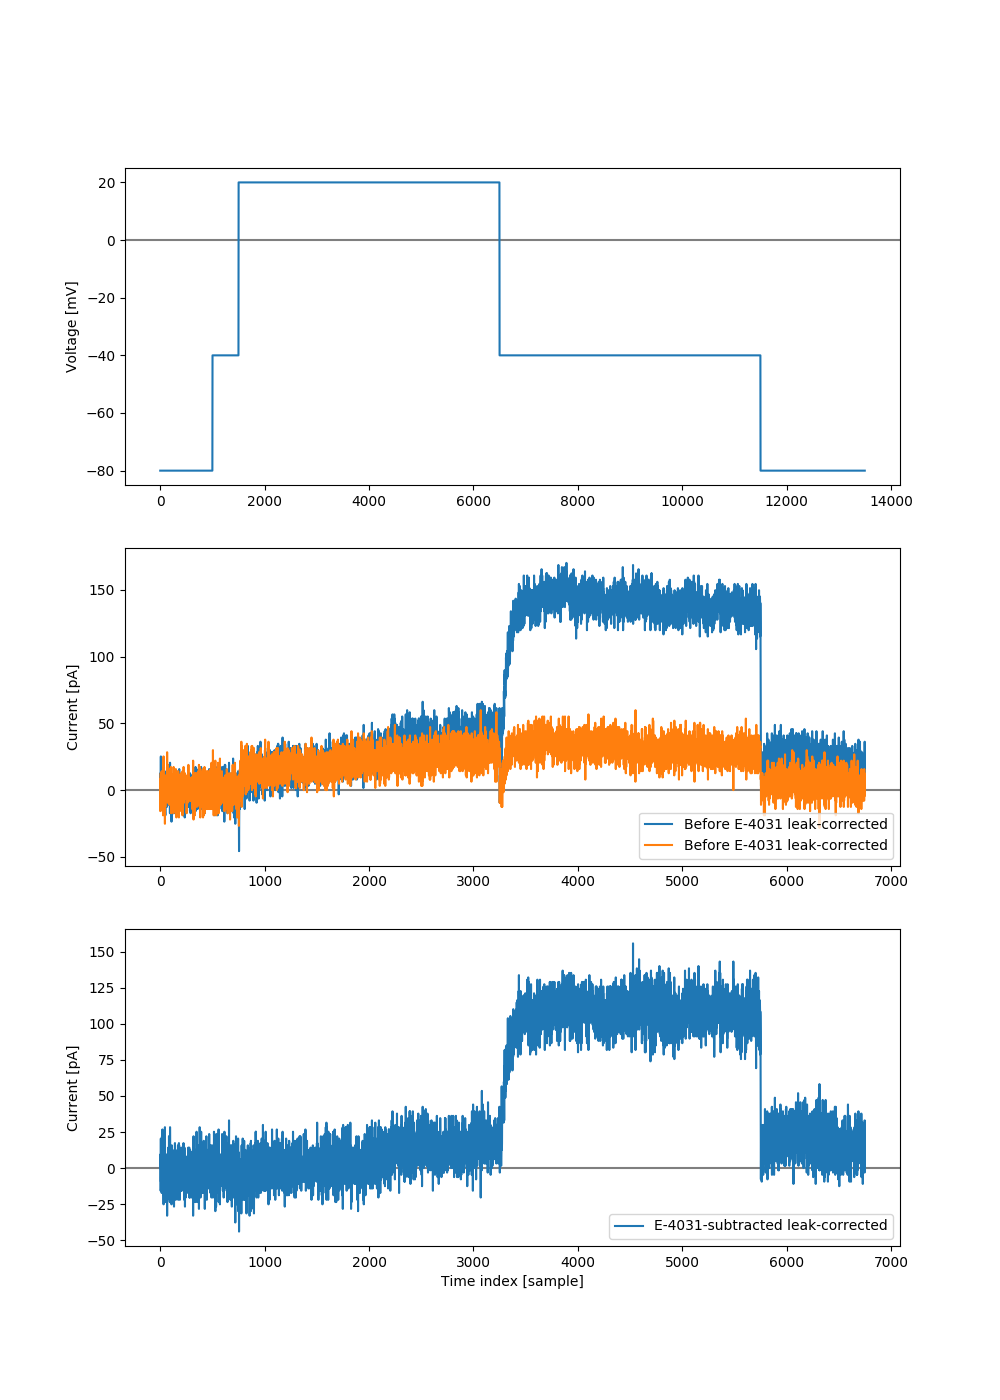 20
0
−20
−40
−60
−80
Voltage [mV]
0 2000 4000 6000 8000 10000 12000 14000
150
100
50
0
−50
Current [pA]
Before E-4031 leak-corrected
Before E-4031 leak-corrected
0 1000 2000 3000 4000 5000 6000 7000
150
125
100
75
50
25
0
−25
−50
Current [pA]
E-4031-subtracted leak-corrected
0 1000 2000 3000 4000 5000 6000 7000
Time index [sample]